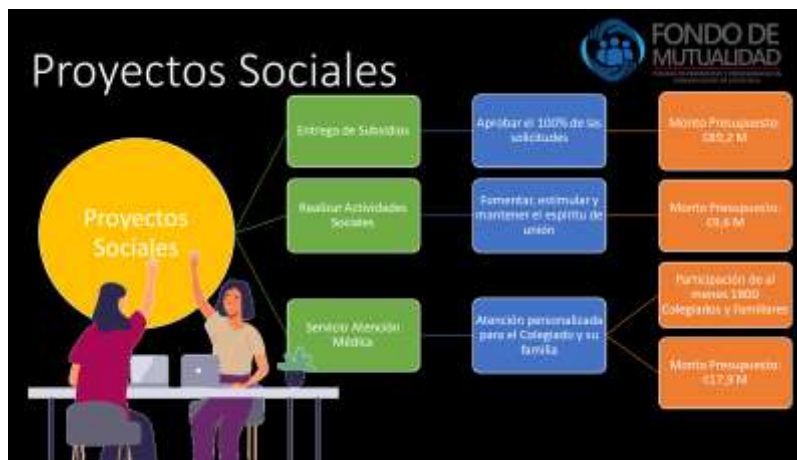 Proyectos Sociales
FONDO DE
MUTUALIDAD
Proyectos
Sociales
Entrega de Subsidios
Aprobar el 100% de las
solicitudes
Monto Presupuesto:
Realizar Actividades
Sociales
Fomentar, estimular y
mantener el espíritu de
unión
Monto Presupuesto:
Servicio Atención
Médica
Atención personalizada
para el Colegiado y su
familia
Participación de al
menos 1800
Colegiados y Familiares
Monto Presupuesto:
₡17,9 M